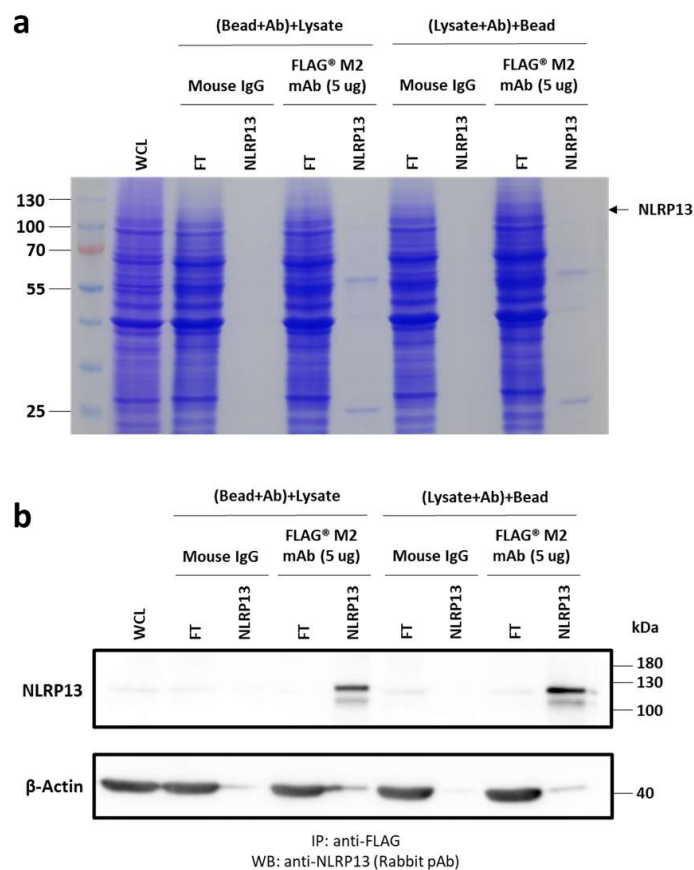 a
(Bead+Ab)+Lysate (Lysate+Ab)+Bead
Mouse IgG FLAG® M2 mAb (5 ug) Mouse IgG FLAG® M2 mAb (5 ug)
WCL FT NLRP13 FT NLRP13 FT NLRP13 FT NLRP13
130
NLRP13
100
70
55
25
b
(Bead+Ab)+Lysate (Lysate+Ab)+Bead
Mouse IgG FLAG® M2 mAb (5 ug) Mouse IgG FLAG® M2 mAb (5 ug)
WCL FT NLRP13 FT NLRP13 FT NLRP13 FT NLRP13
kDa
180
NLRP13 130
100
β-Actin 40
IP: anti-FLAG
WB: anti-NLRP13 (Rabbit pAb)